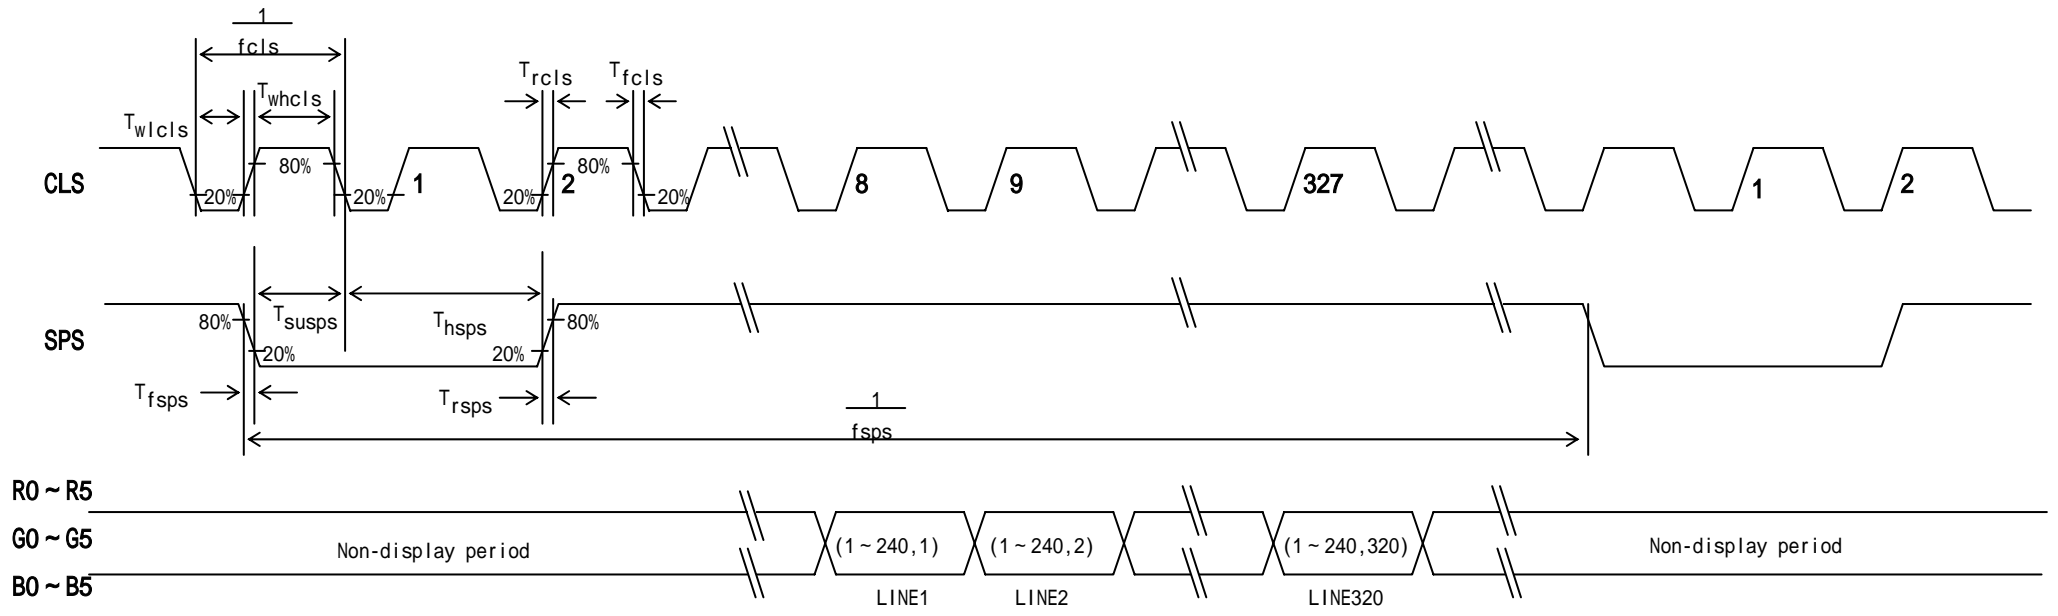 1
fcls
Trcls
Tfcls
Twhcls
Twlcls
CLS
20%
80%
20%
1
20%
2
80%
20%
8
9
327
1
2
SPS
80%
Tsusps
Thsps
80%
20%
20%
Tfsps
Trsps
1
fsps
R0～R5
G0～G5
B0～B5
Non-display period
(1～240,1)
(1～240,2)
(1～240,320)
Non-display period
LINE1
LINE2
LINE320